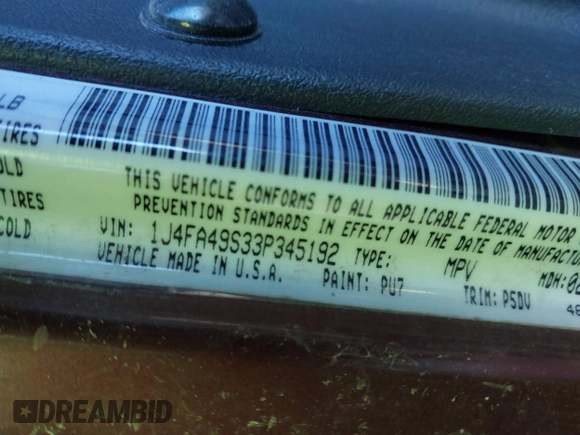 LB
TIRES
COLD
TIRES
COLD
THIS VEHICLE CONFORMS TO ALL APPLICABLE FEDERAL MOTOR
PREVENTION STANDARDS IN EFFECT ON THE DATE OF MANUFACTU
VIN: 1J4FA49S33P345192 TYPE: MPV MDH:
VEHICLE MADE IN U.S.A. PAINT: PU7 TRIM: P5DV
DREAMBID